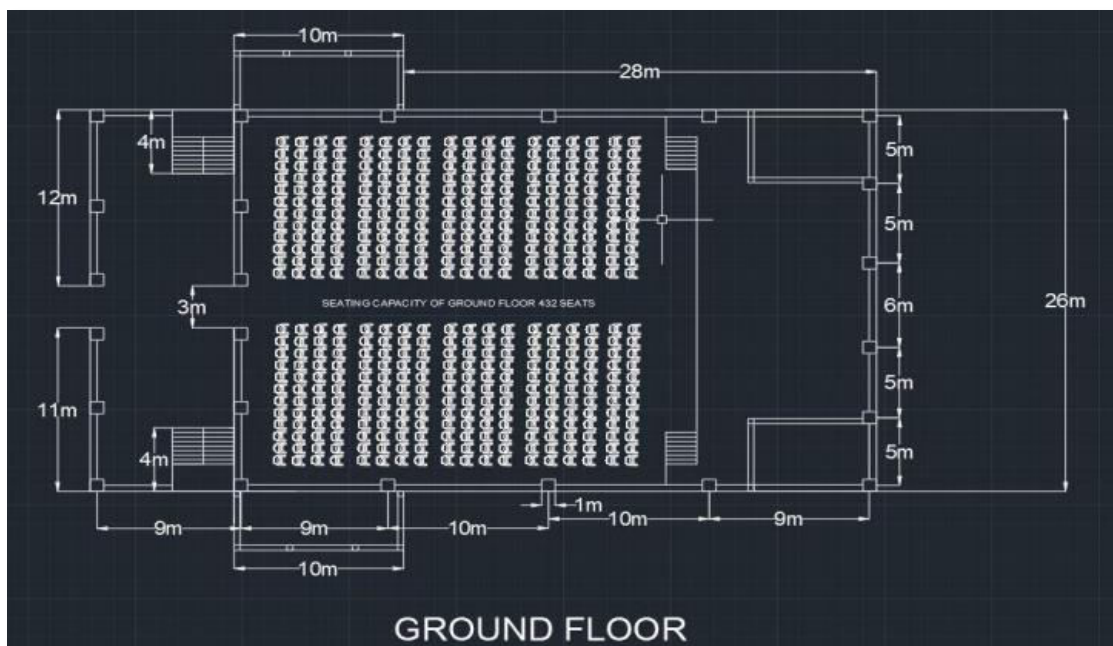 10m
28m
4m
5m
12m
5m
3m
SEATING CAPACITY OF GROUND FLOOR 432 SEATS
6m
26m
5m
11m
4m
5m
1m
9m
9m
10m
10m
9m
10m
GROUND FLOOR